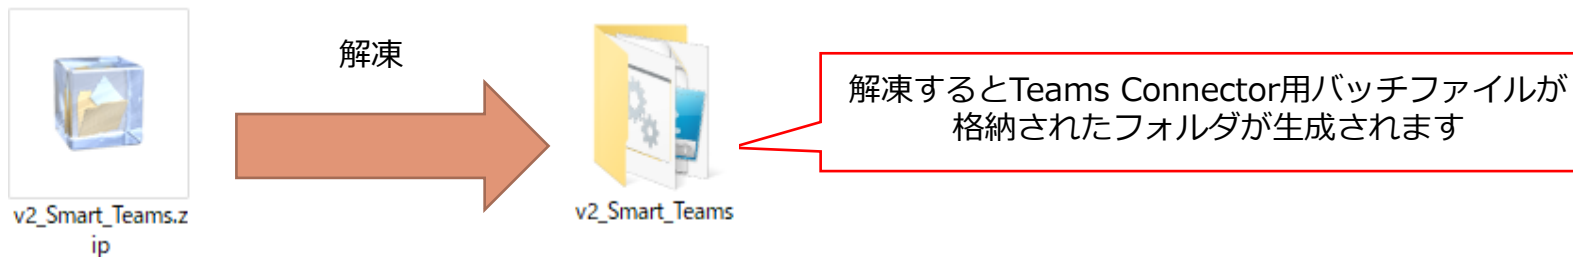 解凍
解凍するとTeams Connector用バッチファイルが
格納されたフォルダが生成されます
v2_Smart_Teams.z
ip
v2_Smart_Teams